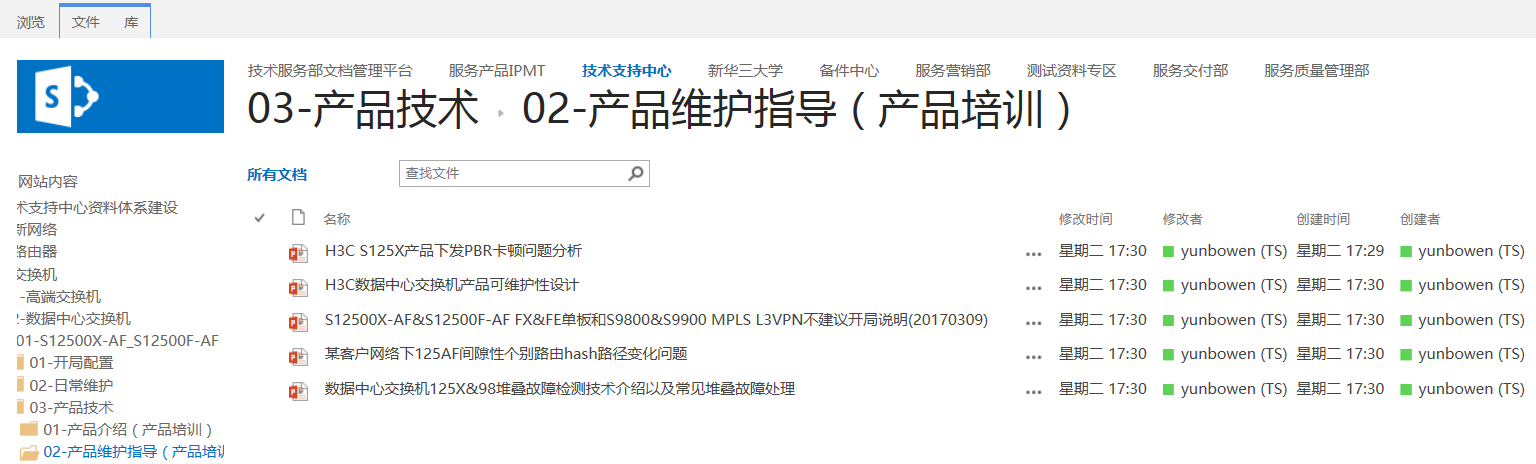 浏览 文件 库
技术服务部文档管理平台 服务产品IPMT 技术支持中心 新华三大学 备件中心 服务营销部 测试资料专区 服务交付部 服务质量管理部
S
03-产品技术 ▸ 02-产品维护指导（产品培训）
所有文档 查找文件
网站内容
术支持中心资料体系建设
新网络
路由器
交换机
-高端交换机
2-数据中心交换机
01-S12500X-AF_S12500F-AF
01-开局配置
02-日常维护
03-产品技术
01-产品介绍（产品培训）
02-产品维护指导（产品培训
名称 修改时间 修改者 创建时间 创建者
H3C S125X产品下发PBR卡顿问题分析 ... 星期二 17:30 yunbowen (TS) 星期二 17:29 yunbowen (TS)
H3C数据中心交换机产品可维护性设计 ... 星期二 17:30 yunbowen (TS) 星期二 17:30 yunbowen (TS)
S12500X-AF&S12500F-AF FX&FE单板和S9800&S9900 MPLS L3VPN不建议开局说明(20170309) ... 星期二 17:30 yunbowen (TS) 星期二 17:30 yunbowen (TS)
某客户网络下125AF间隙性个别路由hash路径变化问题 ... 星期二 17:30 yunbowen (TS) 星期二 17:30 yunbowen (TS)
数据中心交换机125X&98堆叠故障检测技术介绍以及常见堆叠故障处理 ... 星期二 17:30 yunbowen (TS) 星期二 17:30 yunbowen (TS)